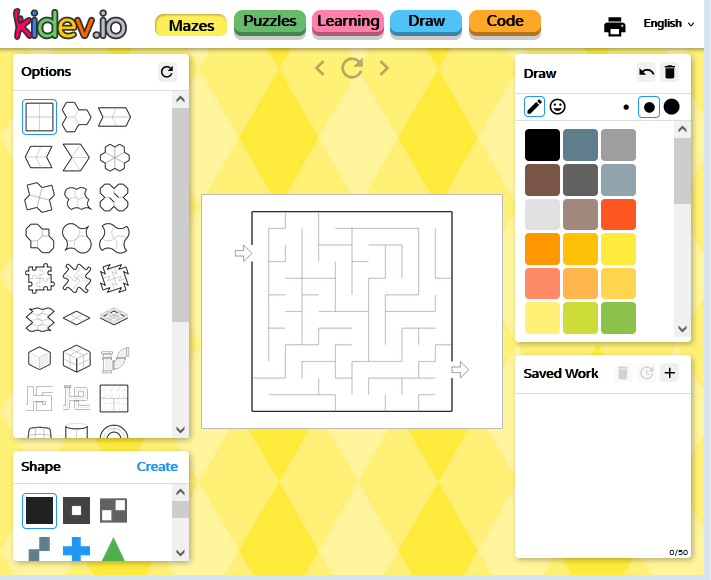 kidev.io
Mazes
Puzzles
Learning
Draw
Code
English
Options
Draw
Saved Work
Shape
Create
0/50